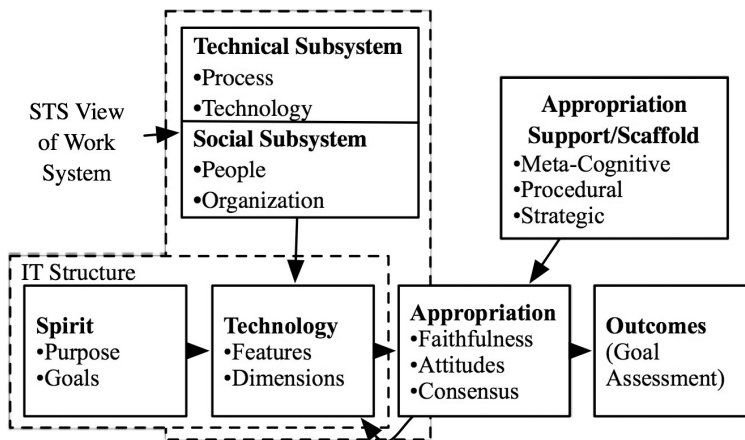 Technical Subsystem
•Process
•Technology
Social Subsystem
•People
•Organization
STS View
of Work
System
Appropriation
Support/Scaffold
•Meta-Cognitive
•Procedural
•Strategic
IT Structure
Spirit
•Purpose
•Goals
Technology
•Features
•Dimensions
Appropriation
•Faithfulness
•Attitudes
•Consensus
Outcomes
(Goal
Assessment)